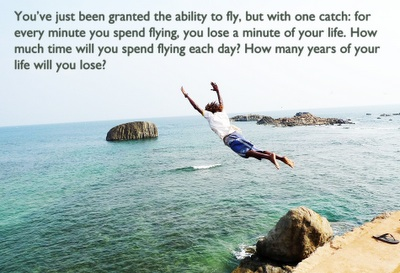 You've just been granted the ability to fly, but with one catch: for
every minute you spend flying, you lose a minute of your life. How
much time will you spend flying each day? How many years of your
life will you lose?